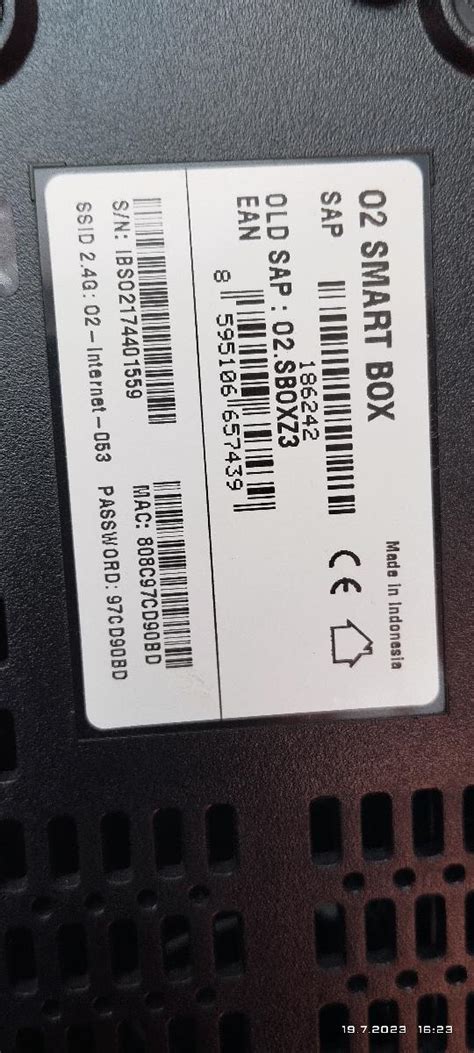 O2 SMART BOX
Made in Indonesia
SAP
186242
OLD SAP : O2.SBOXZ3
EAN
8 595106 657439
CE
S/N: IBS02174401559
MAC: 808C97CD90BD
SSID 2.4G: O2-Internet-053 PASSWORD: 97CD90BD
19.7.2023 16:23